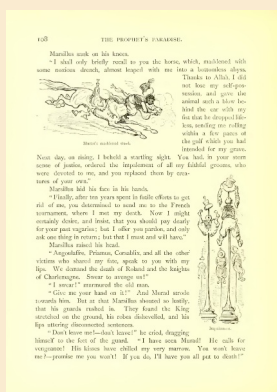 108 THE PROPHET'S PARADISE.
Marsilius sank on his knees.
"I shall only briefly recall to you the horse, which, maddened with
some noxious drench, almost leaped with me into a bottomless abyss.
Thanks to Allah, I did
not lose my self-pos-
session, and gave the
animal such a blow be-
hind the ear with my
fist that he dropped life-
less, sending me rolling
within a few paces of
the gulf which you had
intended for my grave.
Murad's maddened steed.
Next day, on rising, I beheld a startling sight. You had, in your store
sense of justice, ordered the impalement of all my faithful grooms, who
were devoted to me, and you replaced them by crea-
tures of your own."
Marsilius hid his face in his hands.
"Finally, after ten years spent in futile efforts to get
rid of me, you determined to send me to the French
tournament, where I met my death. Now I might
certainly desire, and insist, that you should pay dearly
for your past vagaries; but I offer you pardon, and only
ask one thing in return; but that I must and will have."
Marsilius raised his head.
"Angoulaffre, Priamus, Corsablix, and all the other
victims who shared my fate, speak to you with my
lips. We demand the death of Roland and the knights
of Charlemagne. Swear to avenge us!"
"I swear!" murmured the old man.
"Give me your hand on it!" And Murad strode
towards him. But at that Marsilius shouted so lustily,
that his guards rushed in. They found the King
stretched on the ground, his robes dishevelled, and his
lips uttering disconnected sentences.
"Don't leave me!—don't leave!" he cried, dragging
himself to the feet of the guard. "I have seen Murad! He calls for
vengeance! His kisses have chilled my very marrow. You won't leave
me?—promise me you won't! If you do, I'll have you all put to death!"